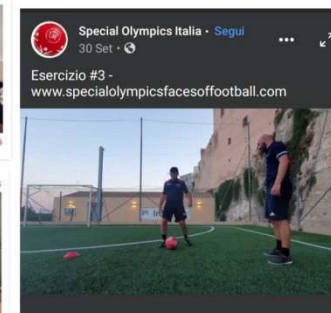 Special Olympics Italia • Segui
30 Set •
Esercizio #3 -
www.specialolympicsfacesoffootball.com